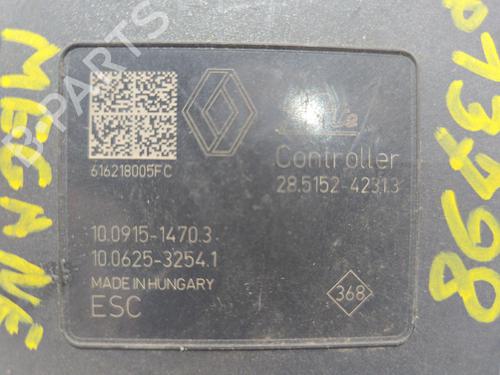 B-PARTS
MEGANE
616218005FC
Controller
28.5152-4231.3
10.0915-1470.3
10.0625-3254.1
MADE IN HUNGARY
ESC
368